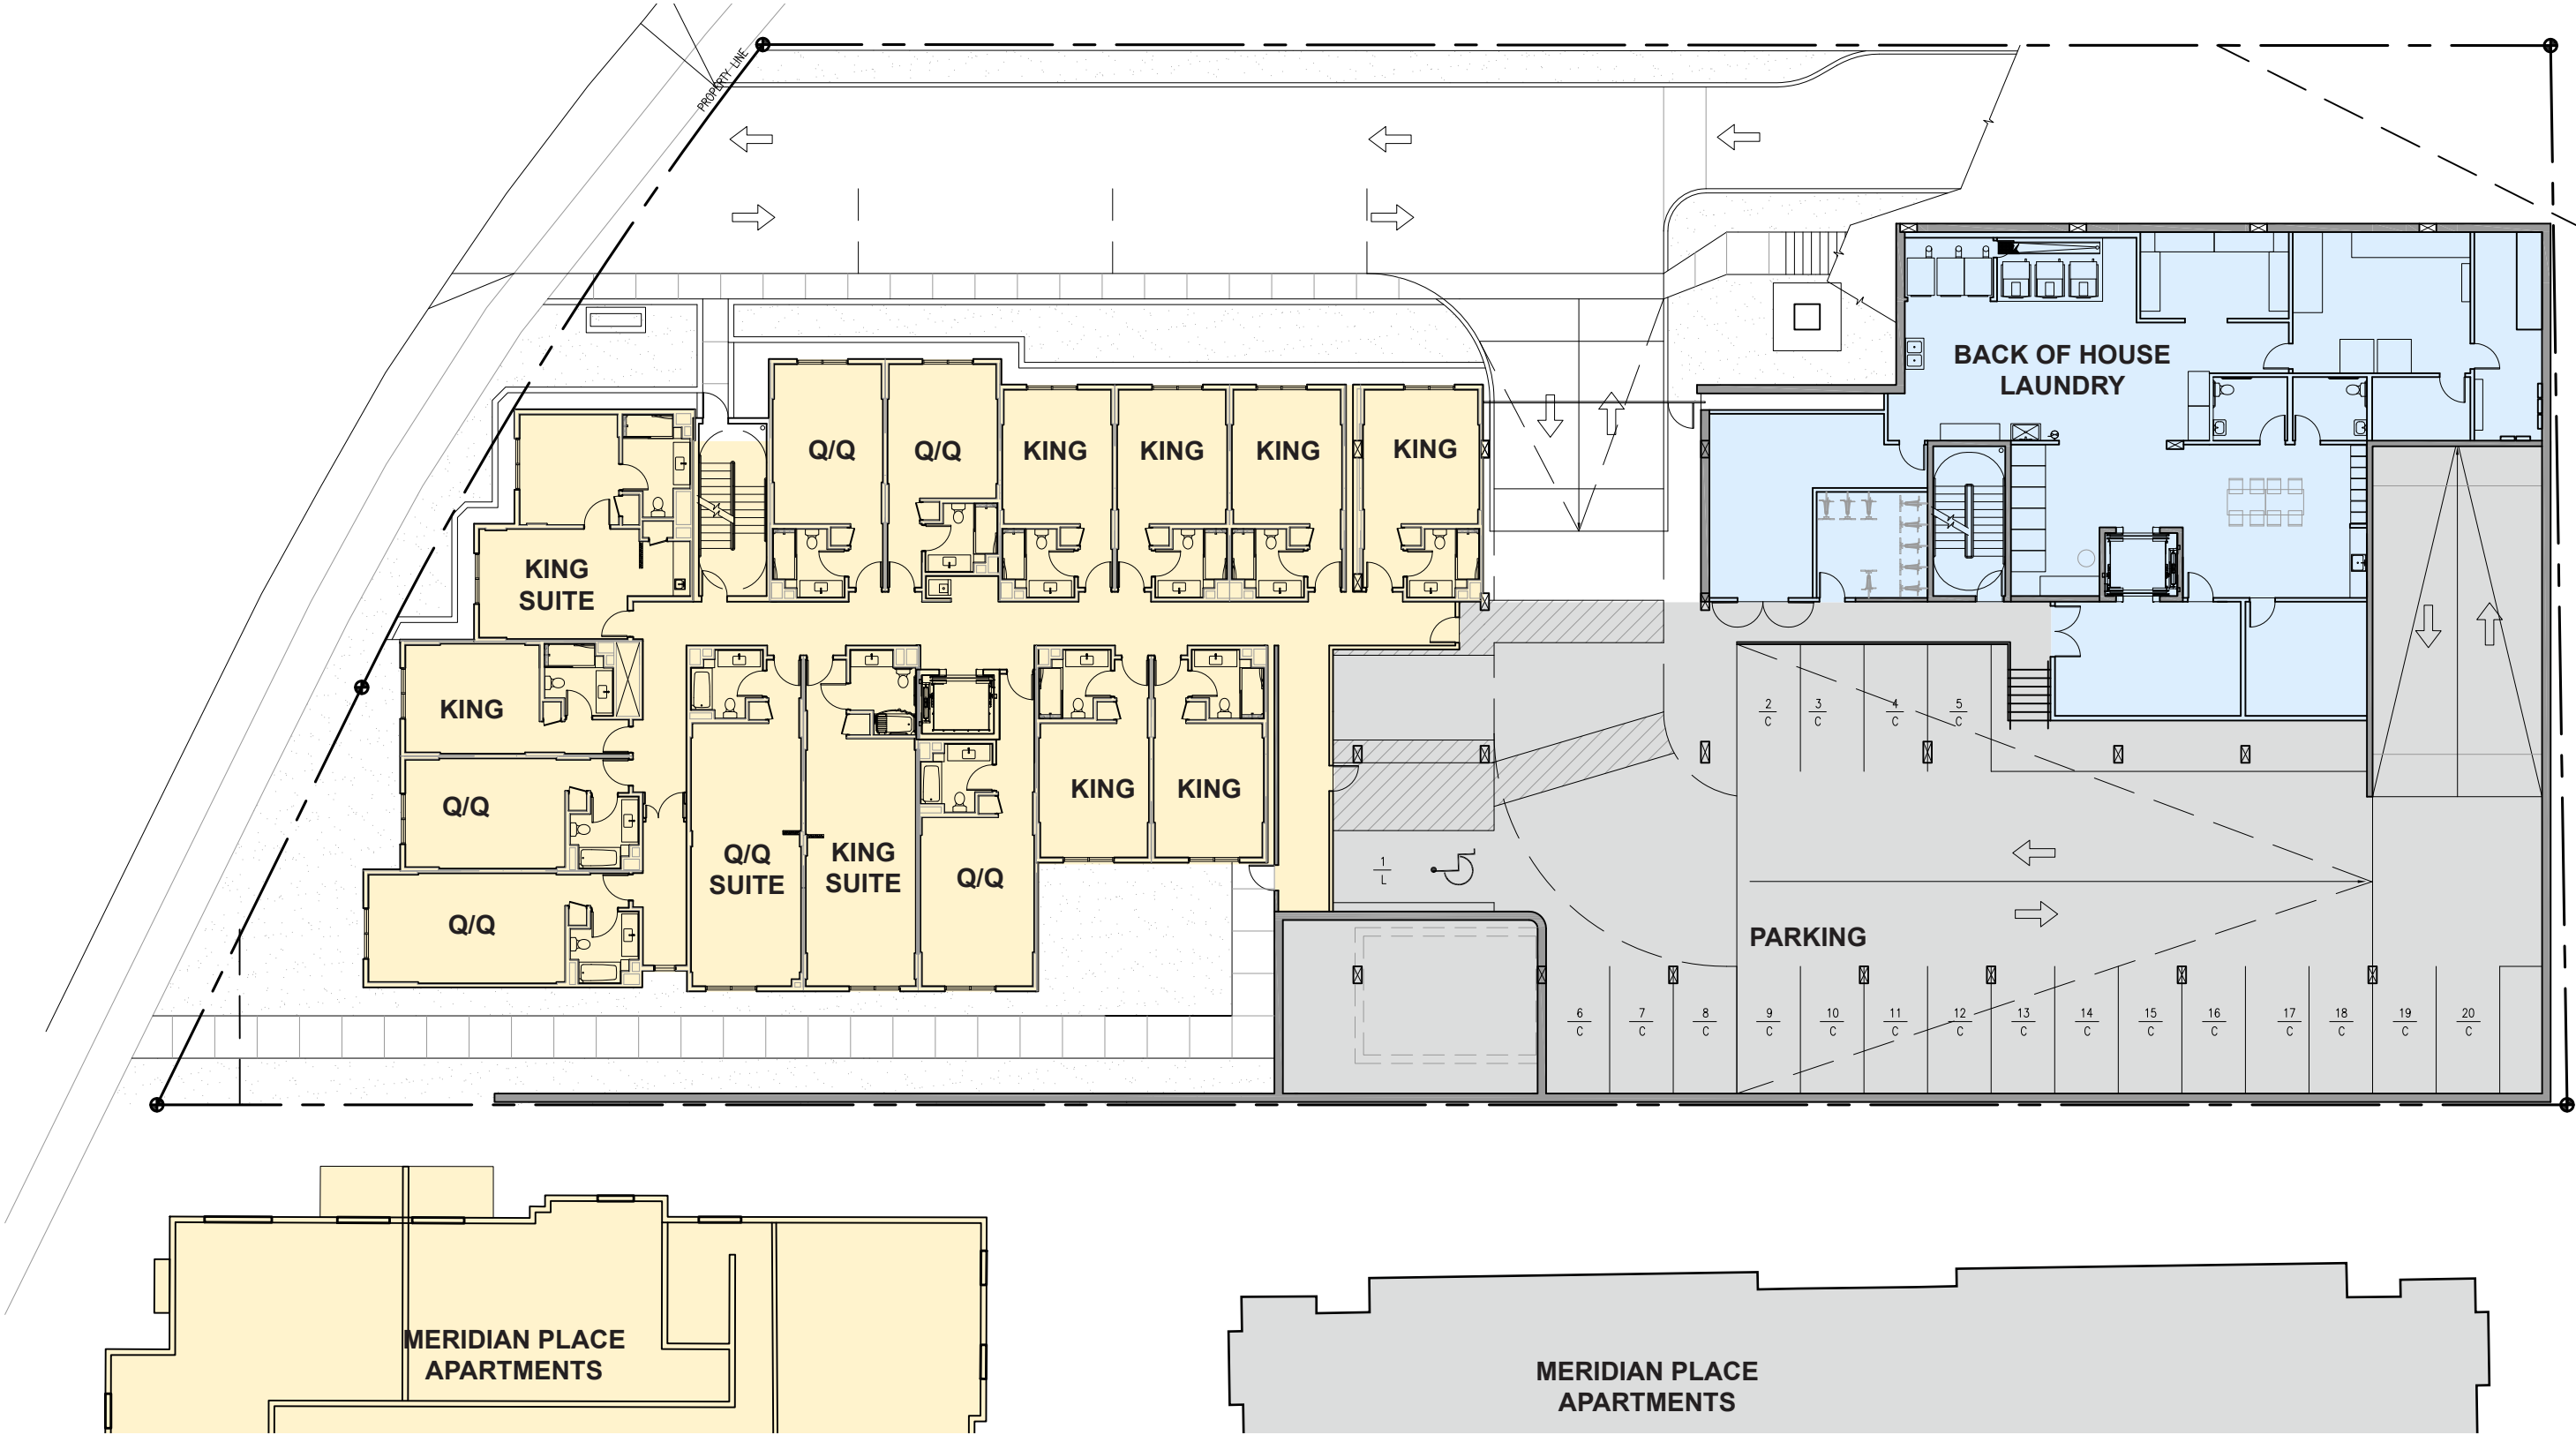 PROPERTY LINE
BACK OF HOUSE
LAUNDRY
Q/Q
Q/Q
KING
KING
KING
KING
KING
SUITE
KING
Q/Q
Q/Q
Q/Q
SUITE
KING
SUITE
Q/Q
KING
KING
2
C
3
C
4
C
5
C
1
L
PARKING
6
C
7
C
8
C
9
C
10
C
11
C
12
C
13
C
14
C
15
C
16
C
17
C
18
C
19
C
20
C
MERIDIAN PLACE
APARTMENTS
MERIDIAN PLACE
APARTMENTS